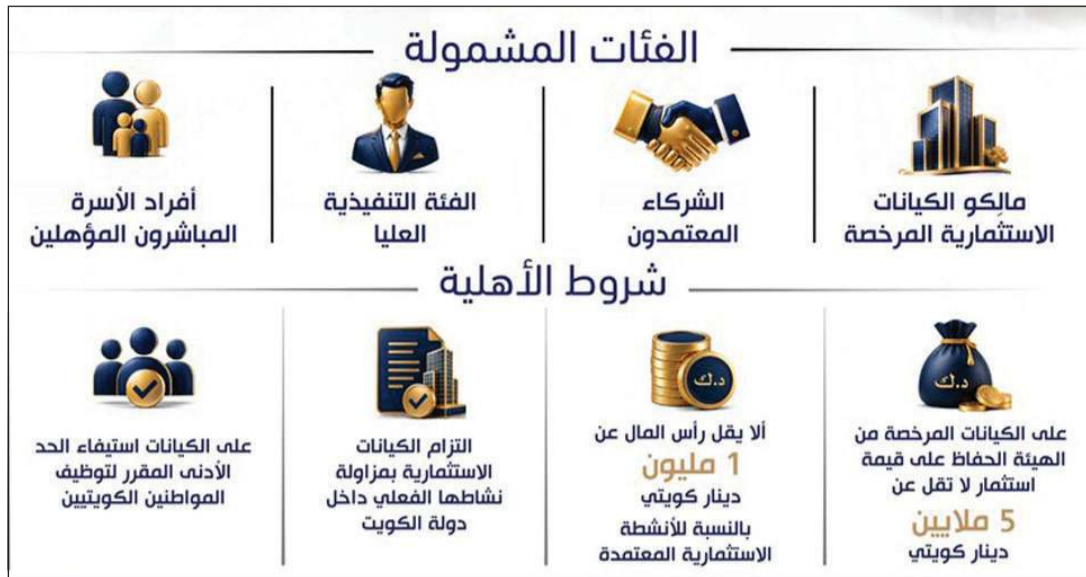 الفئات المشمولة
مالِكو الكيانات
الاستثمارية المرخصة
الشركاء
المعتمدون
الفئة التنفيذية
العليا
أفراد الأسرة
المباشرون المؤهلين
شروط الأهلية
د.ك
على الكيانات المرخصة من
الهيئة الحفاظ على قيمة
استثمار لا تقل عن
5 ملايين
دينار كويتي
د.ك
ألا يقل رأس المال عن
1 مليون
دينار كويتي
بالنسبة للأنشطة
الاستثمارية المعتمدة
التزام الكيانات
الاستثمارية بمزاولة
نشاطها الفعلي داخل
دولة الكويت
على الكيانات استيفاء الحد
الأدنى المقرر لتوظيف
المواطنين الكويتيين